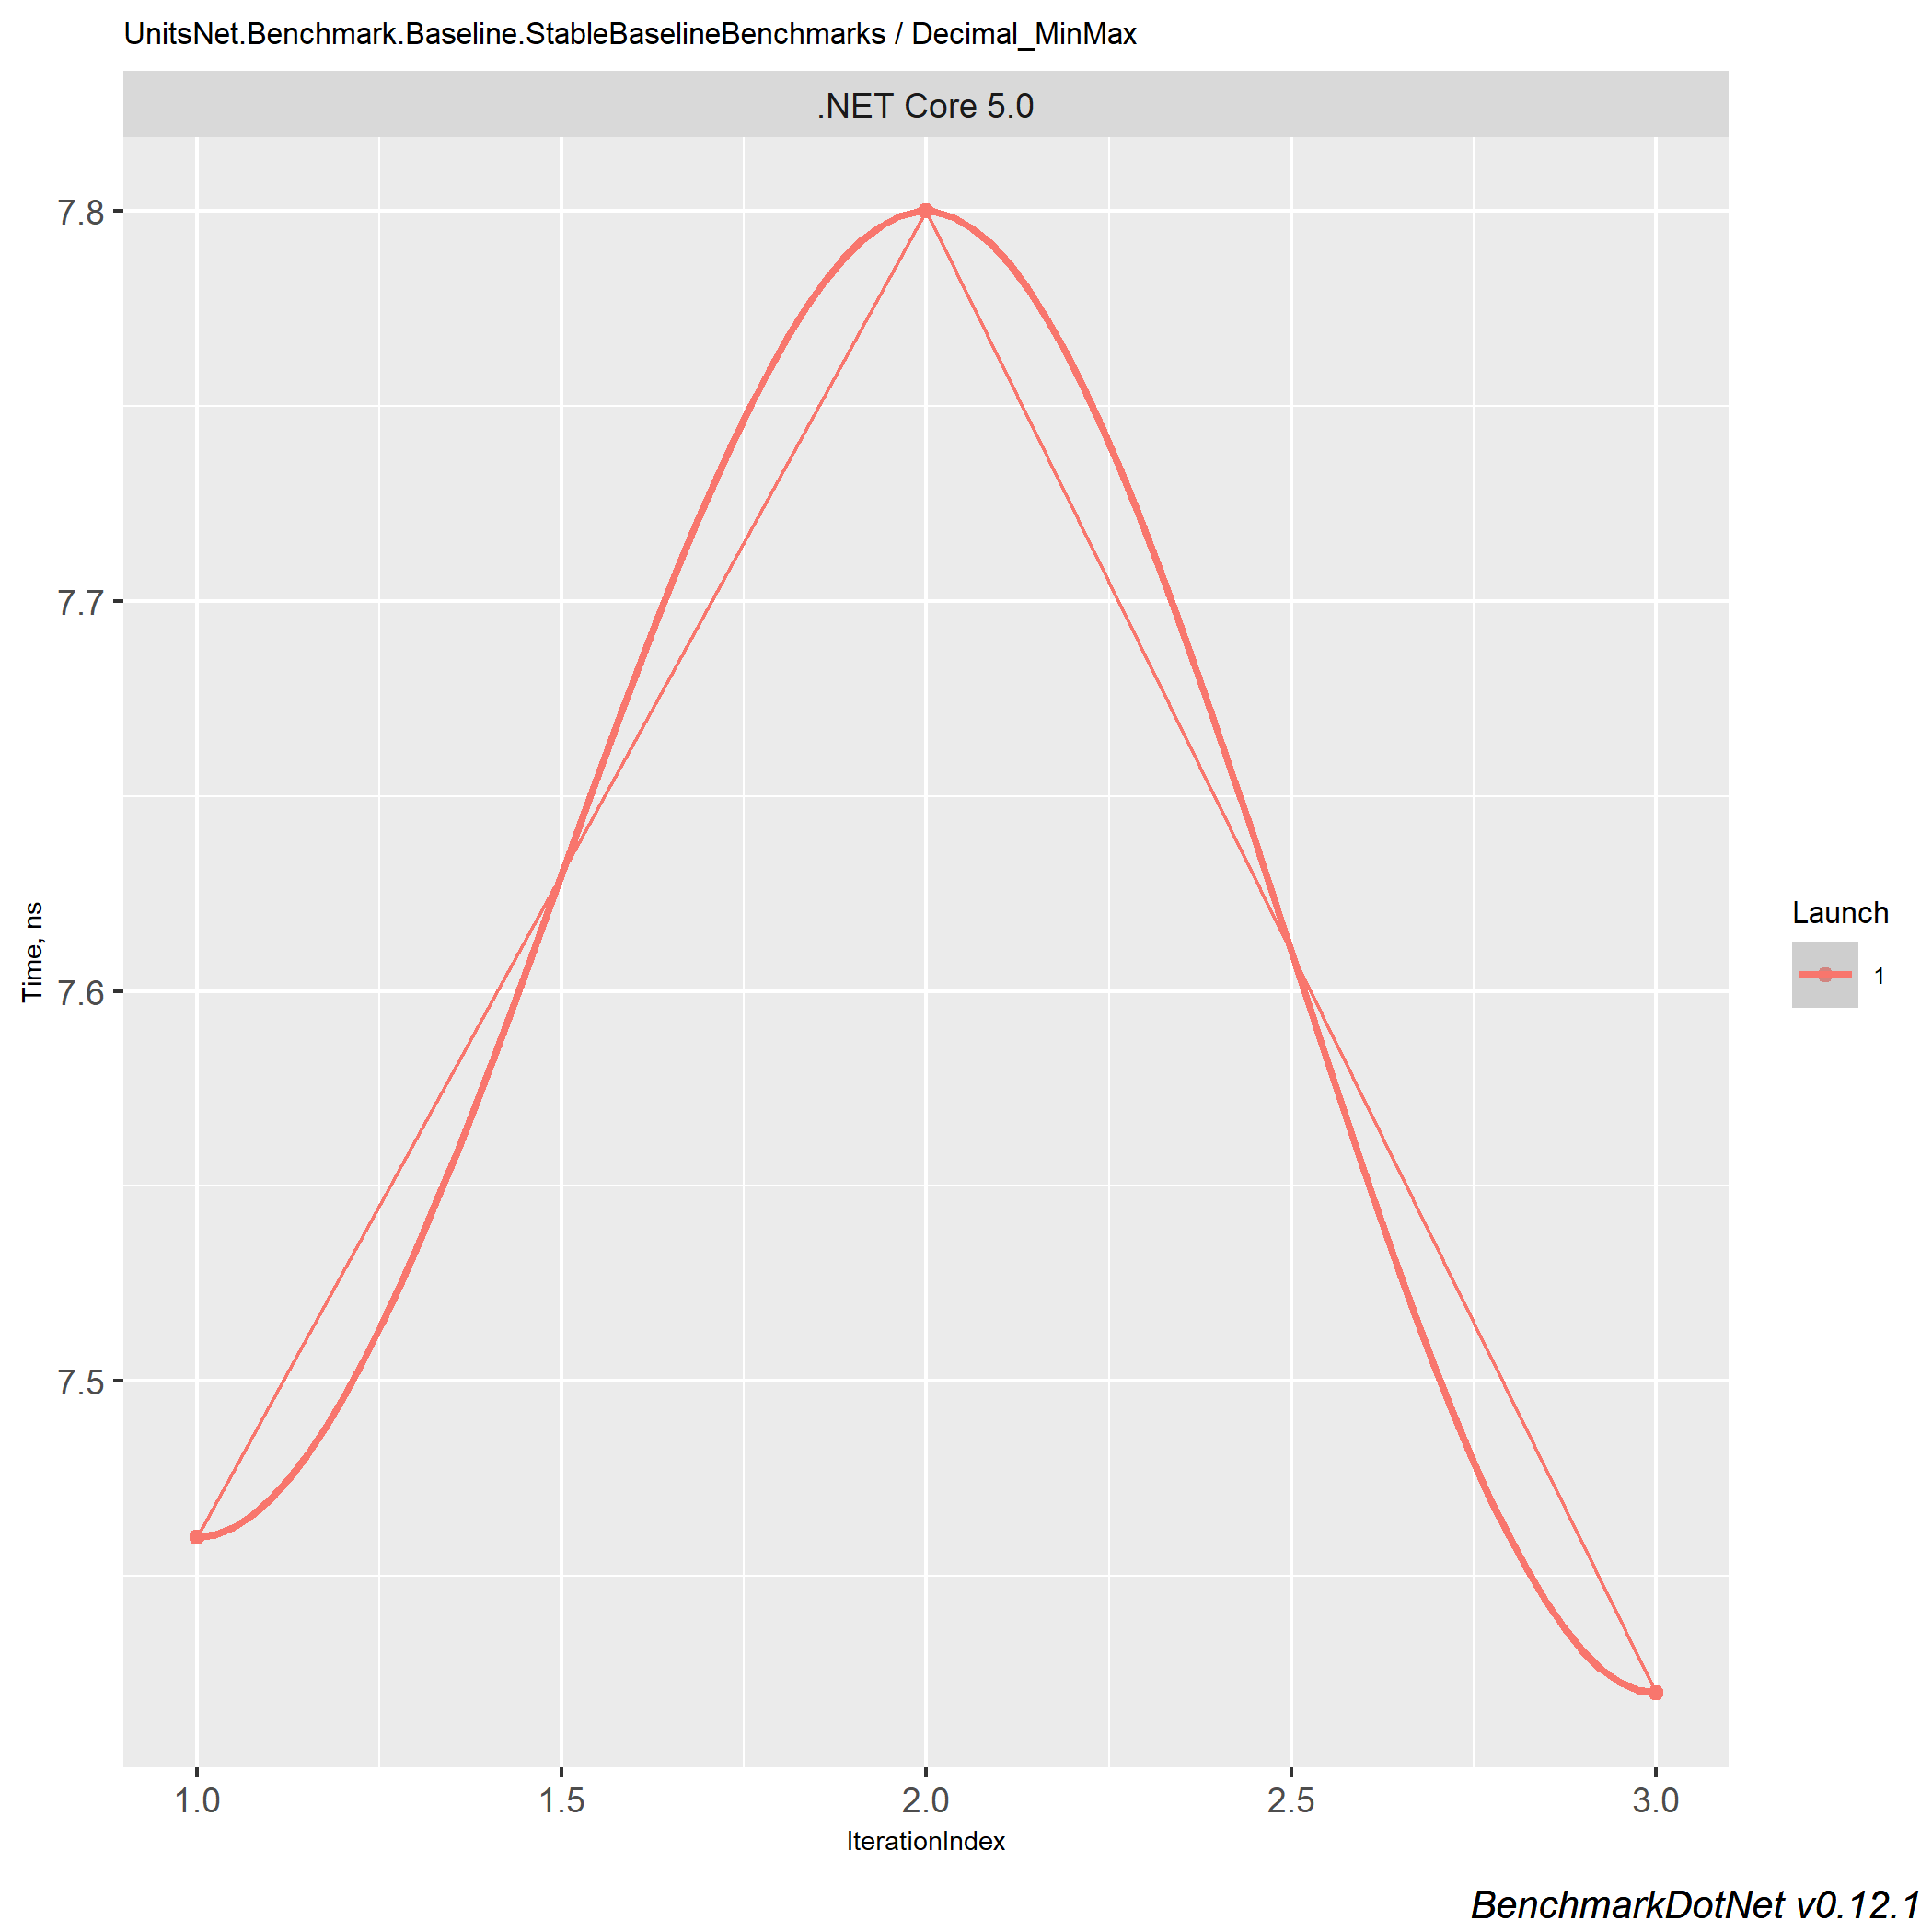 UnitsNet.Benchmark.Baseline.StableBaselineBenchmarks / Decimal_MinMax
.NET Core 5.0
7.8
7.7
7.6
7.5
Time, ns
1.0 1.5 2.0 2.5 3.0
IterationIndex
Launch
1
BenchmarkDotNet v0.12.1